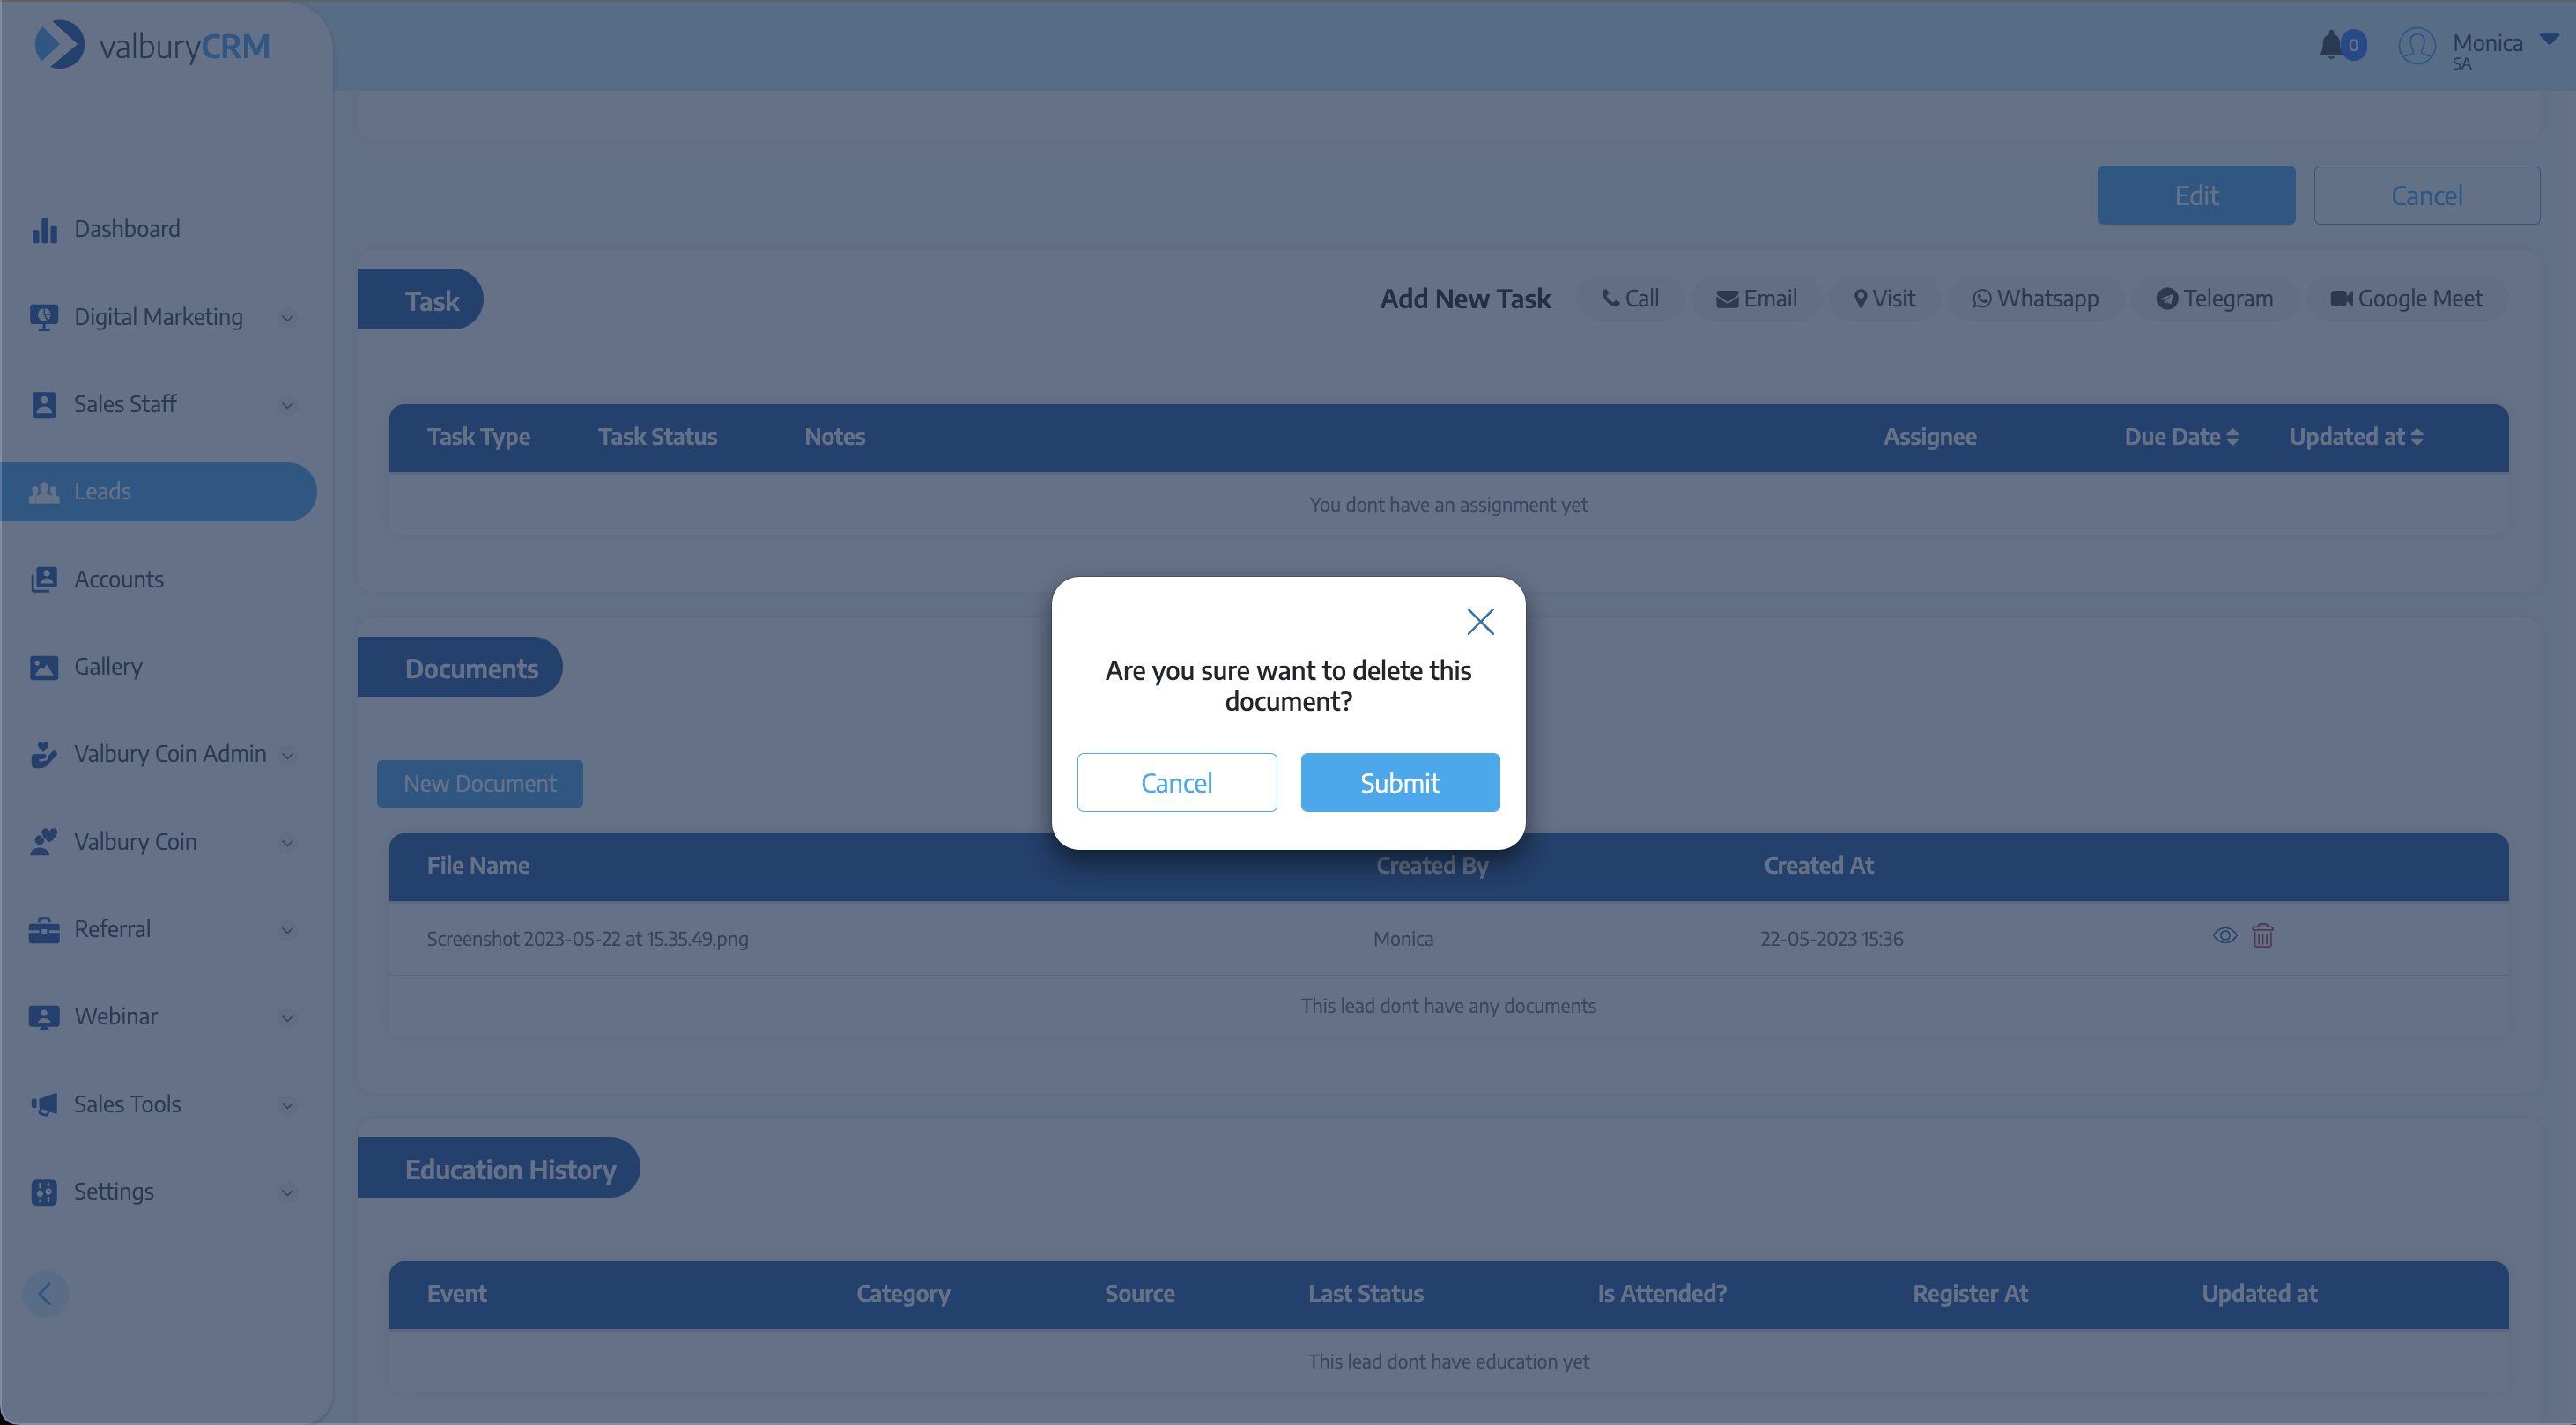 valburyCRM
0
Monica
SA
Dashboard
Digital Marketing
Sales Staff
Leads
Accounts
Gallery
Valbury Coin Admin
Valbury Coin
Referral
Webinar
Sales Tools
Settings
Edit
Cancel
Task
Add New Task
Call
Email
Visit
Whatsapp
Telegram
Google Meet
Task Type
Task Status
Notes
Assignee
Due Date
Updated at
You dont have an assignment yet
Are you sure want to delete this
document?
Cancel
Submit
Documents
New Document
File Name
Created By
Created At
Screenshot 2023-05-22 at 15.35.49.png
Monica
22-05-2023 15:36
This lead dont have any documents
Education History
Event
Category
Source
Last Status
Is Attended?
Register At
Updated at
This lead dont have education yet